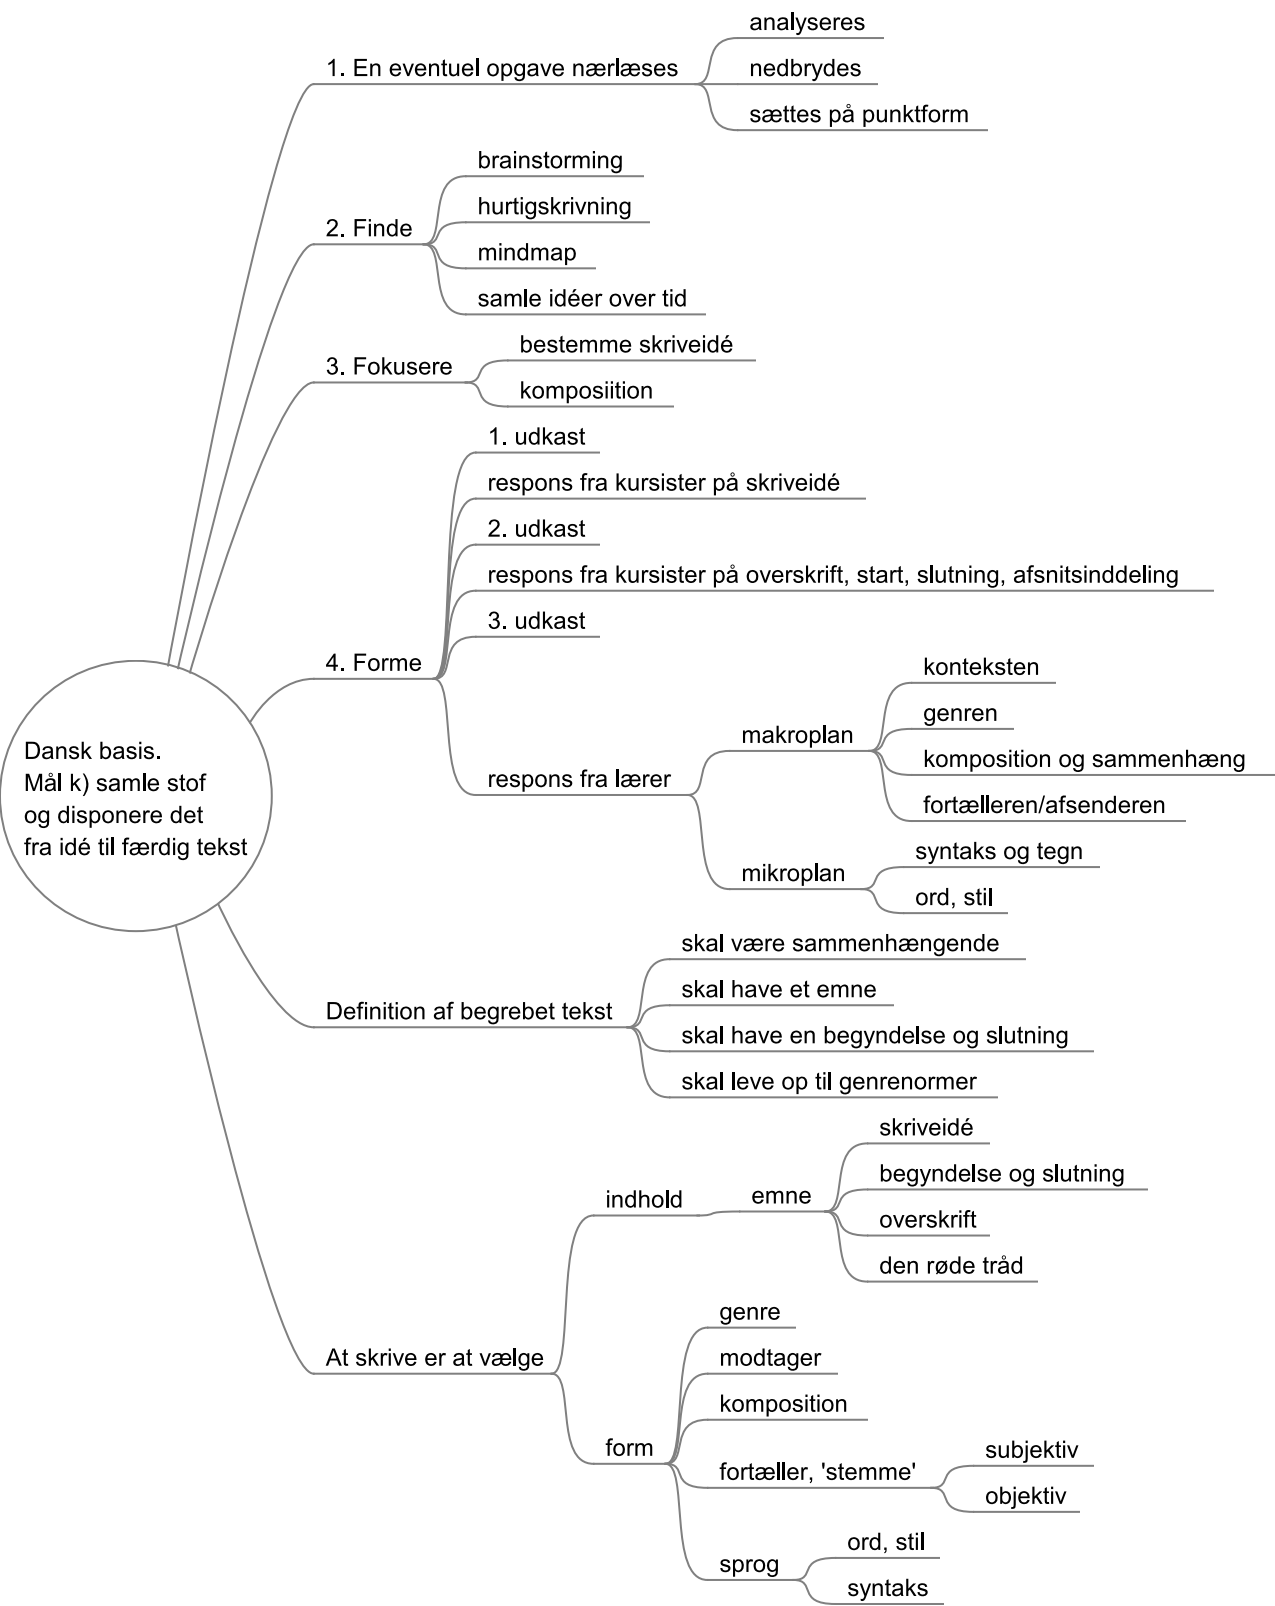 analyseres
1. En eventuel opgave nærlæses
nedbrydes
sættes på punktform
brainstorming
hurtigskrivning
2. Finde
mindmap
samle idéer over tid
bestemme skriveidé
3. Fokusere
komposiition
1. udkast
respons fra kursister på skriveidé
2. udkast
respons fra kursister på overskrift, start, slutning, afsnitsinddeling
3. udkast
4. Forme
konteksten
genren
makroplan
komposition og sammenhæng
respons fra lærer
fortælleren/afsenderen
syntaks og tegn
mikroplan
ord, stil
Dansk basis.
Mål k) samle stof
og disponere det
fra idé til færdig tekst
skal være sammenhængende
skal have et emne
Definition af begrebet tekst
skal have en begyndelse og slutning
skal leve op til genrenormer
skriveidé
begyndelse og slutning
indhold
emne
overskrift
den røde tråd
genre
At skrive er at vælge
modtager
komposition
form
subjektiv
fortæller, 'stemme'
objektiv
ord, stil
sprog
syntaks